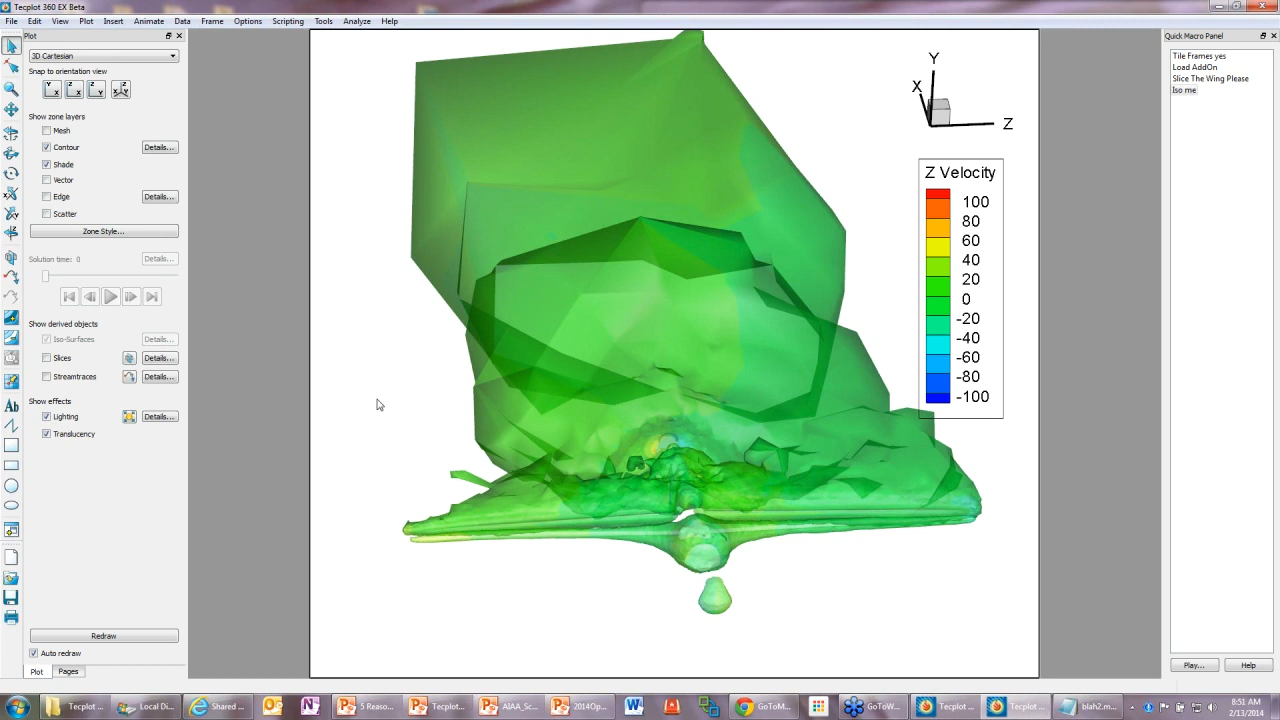 Tecplot 360 EX Beta
File Edit View Plot Insert Animate Data Frame Options Scripting Tools Analyze Help
Plot
3D Cartesian
Snap to orientation view
Show zone layers
Mesh
Contour Details...
Shade
Vector
Edge Details...
Scatter
Zone Style...
Solution time: 0 Details...
Show derived objects
Iso-Surfaces Details...
Slices Details...
Streamtraces Details...
Show effects
Lighting Details...
Translucency
Redraw
Auto redraw
Plot Pages
Y
X
Z
Z Velocity
100
80
60
40
20
0
-20
-40
-60
-80
-100
Quick Macro Panel
Tile Frames yes
Load AddOn
Slice The Wing Please
Iso me
Play... Help
Tecplot ... Local Di... Shared ... 5 Reaso... Tecplot... AIAA_Sc... 2014Op... GoToM... GoToW... Tecplot ... Tecplot ... blah2.m...
8:51 AM
2/13/2014